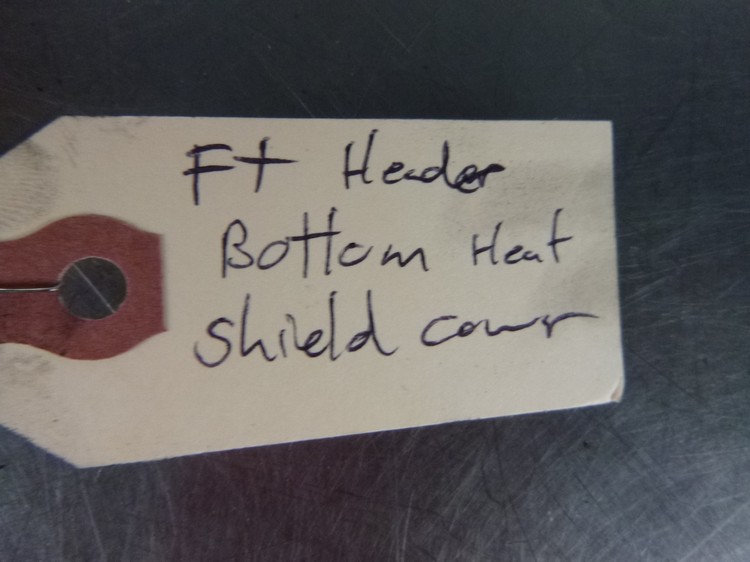 Ft Header
Bottom Heat
Shield cover